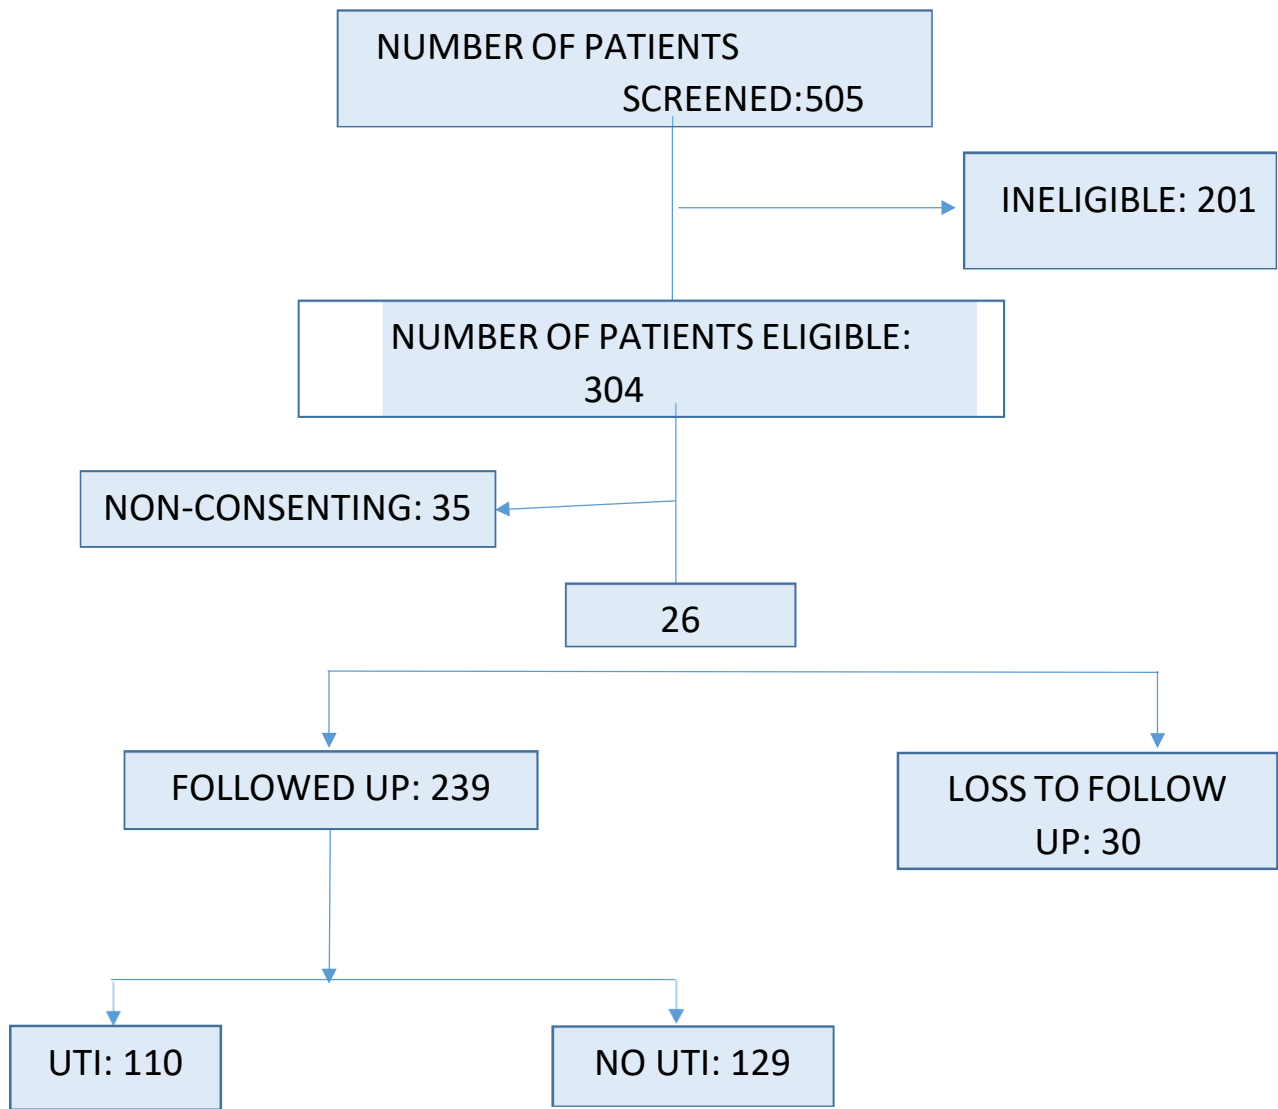 NUMBER OF PATIENTS
SCREENED:505
INELIGIBLE: 201
NUMBER OF PATIENTS ELIGIBLE:
304
NON-CONSENTING: 35
26
FOLLOWED UP: 239
LOSS TO FOLLOW
UP: 30
UTI: 110
NO UTI: 129